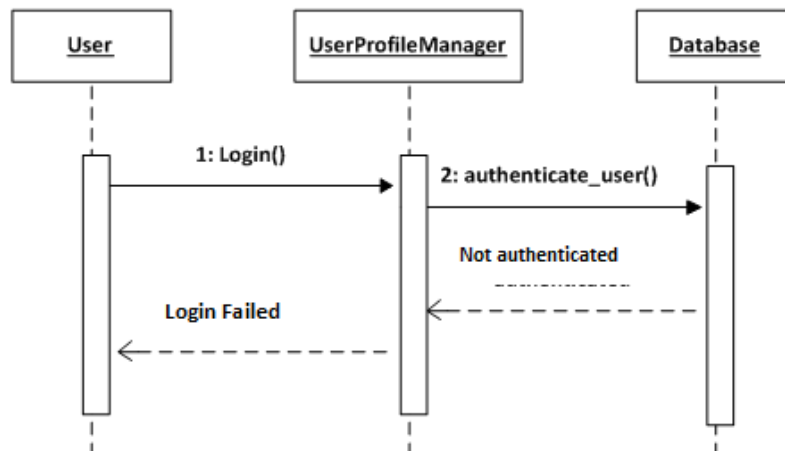 User
UserProfileManager
Database
1: Login()
2: authenticate_user()
Not authenticated
Login Failed